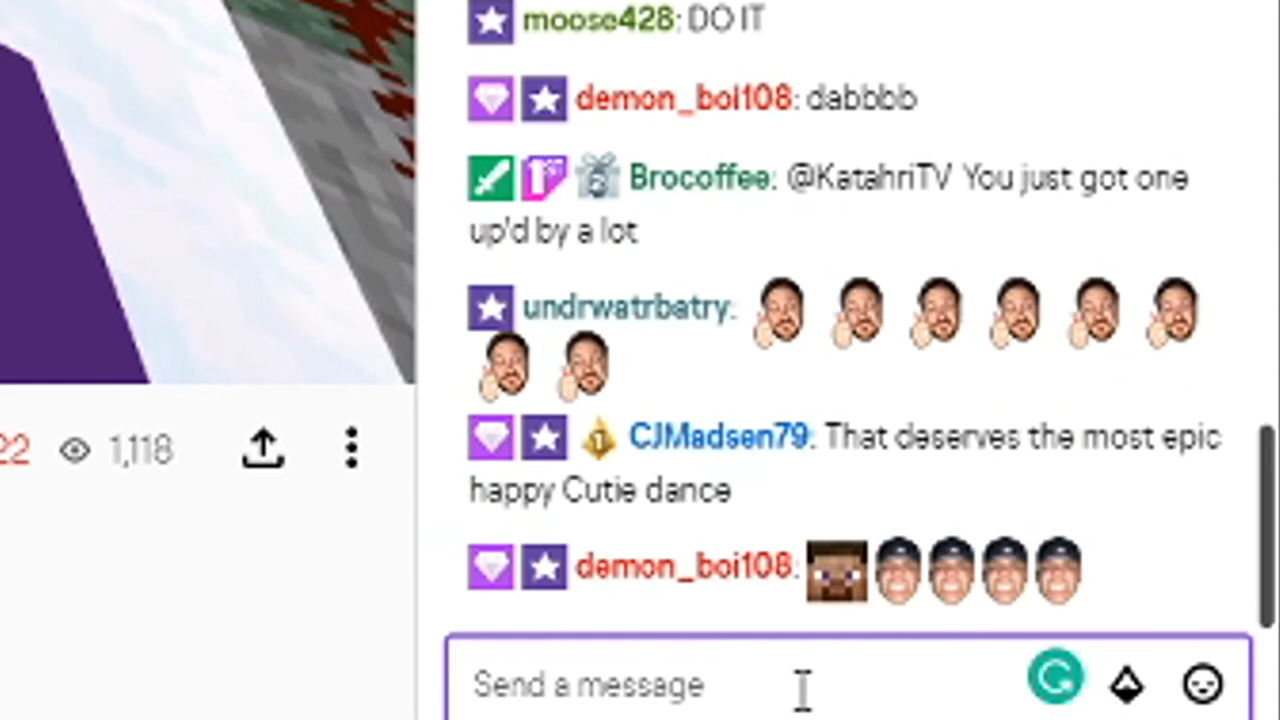 moose428: DO IT
demon_boi108: dabbbb
Brocoffee: @KatahriTV You just got one
up'd by a lot
undrwatrbatry:
CJMadsen79: That deserves the most epic
happy Cutie dance
22 1,118
demon_boi108:
Send a message